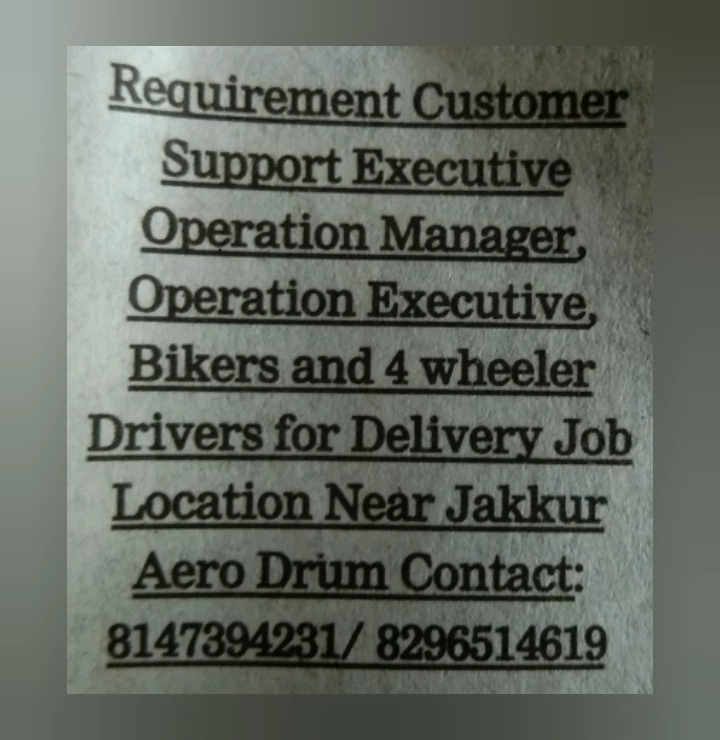 Requirement Customer
Support Executive
Operation Manager,
Operation Executive,
Bikers and 4 wheeler
Drivers for Delivery Job
Location Near Jakkur
Aero Drum Contact:
8147394231/ 8296514619